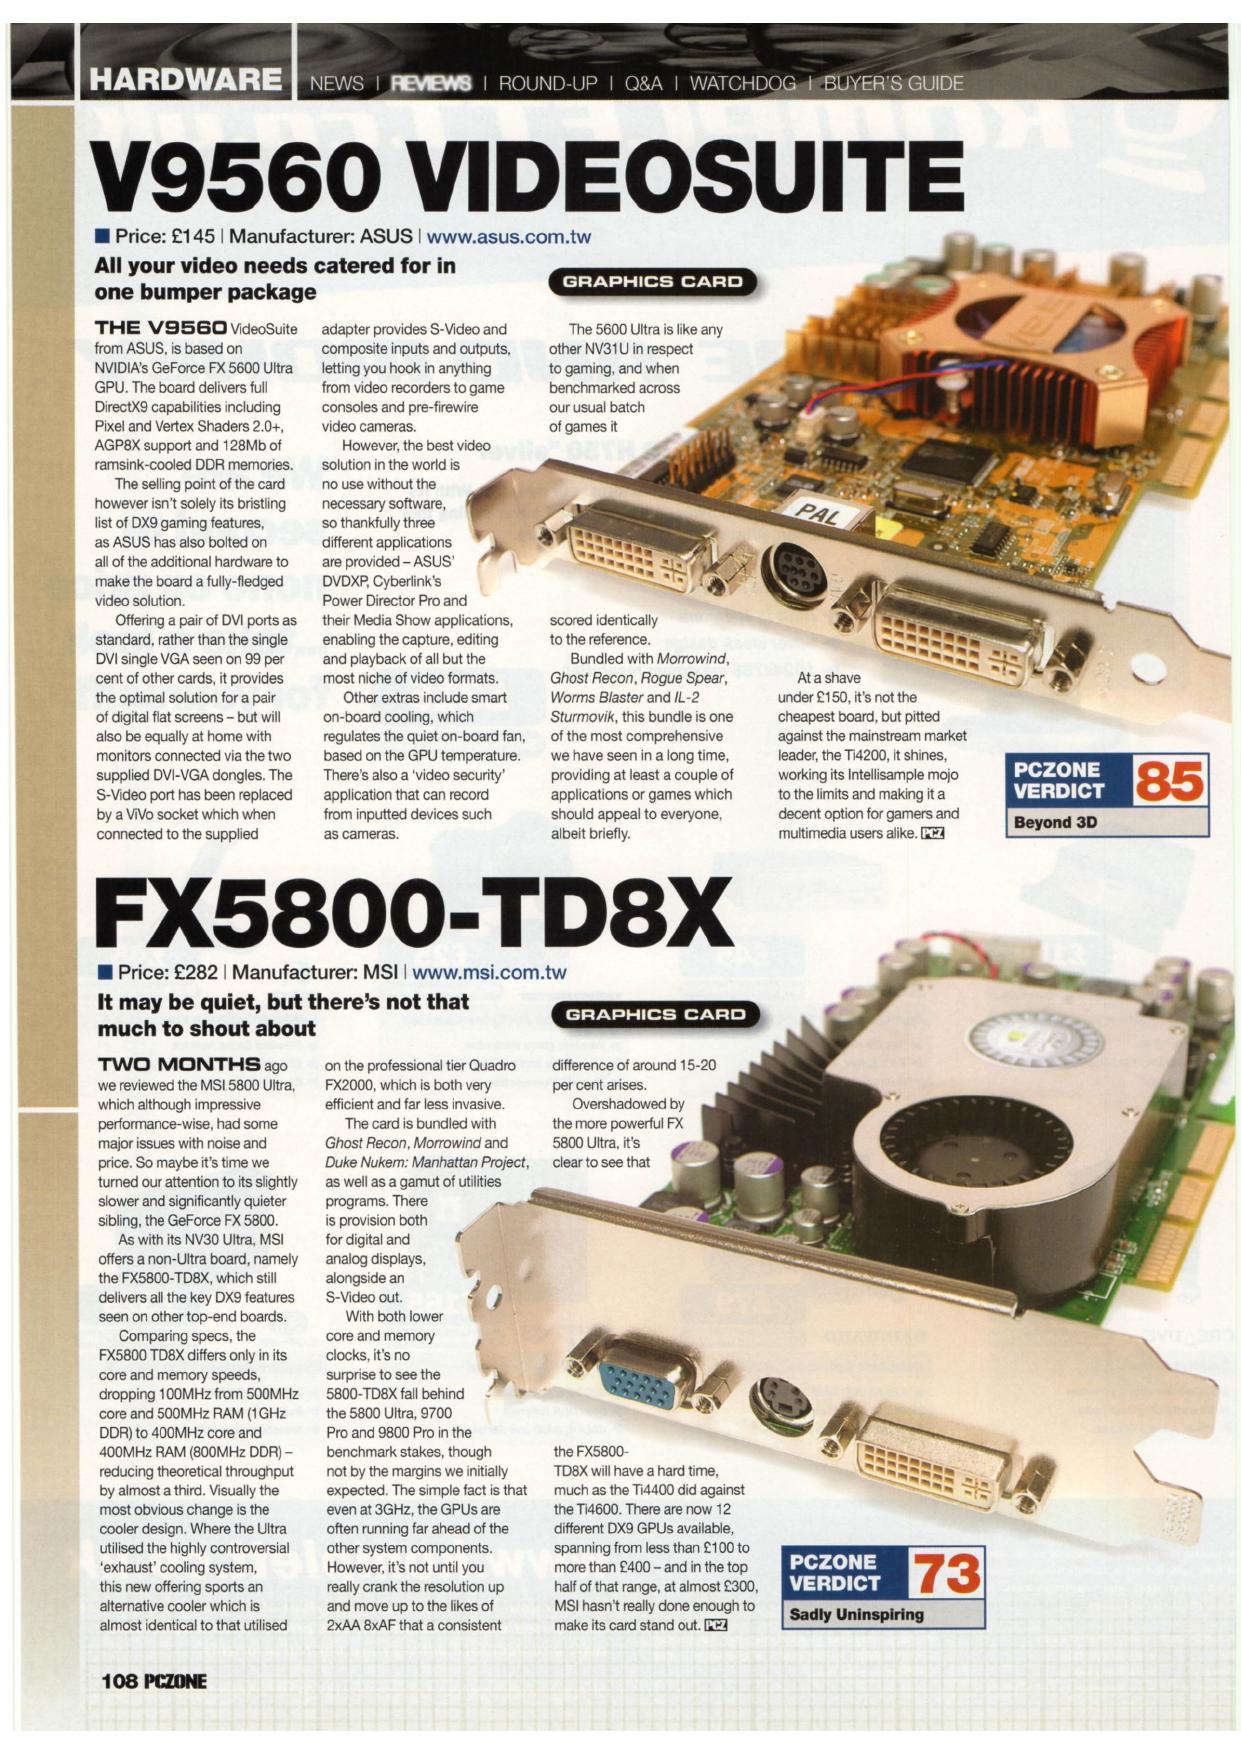 HARDWARE
NEWS | REVIEWS | ROUND-UP | Q&A | WATCHDOG | BUYER'S GUIDE
V9560 VIDEOSUITE
Price: £145 | Manufacturer: ASUS | www.asus.com.tw
All your video needs catered for in
one bumper package
GRAPHICS CARD
THE V9560 VideoSuite
from ASUS, is based on
NVIDIA's GeForce FX 5600 Ultra
GPU. The board delivers full
DirectX9 capabilities including
Pixel and Vertex Shaders 2.0+,
AGP8X support and 128Mb of
ramsink-cooled DDR memories.
The selling point of the card
however isn't solely its bristling
list of DX9 gaming features,
as ASUS has also bolted on
all of the additional hardware to
make the board a fully-fledged
video solution.
Offering a pair of DVI ports as
standard, rather than the single
DVI single VGA seen on 99 per
cent of other cards, it provides
the optimal solution for a pair
of digital flat screens – but will
also be equally at home with
monitors connected via the two
supplied DVI-VGA dongles. The
S-Video port has been replaced
by a ViVo socket which when
connected to the supplied
adapter provides S-Video and
composite inputs and outputs,
letting you hook in anything
from video recorders to game
consoles and pre-firewire
video cameras.
However, the best video
solution in the world is
no use without the
necessary software,
so thankfully three
different applications
are provided – ASUS'
DVDXP, Cyberlink's
Power Director Pro and
their Media Show applications,
enabling the capture, editing
and playback of all but the
most niche of video formats.
Other extras include smart
on-board cooling, which
regulates the quiet on-board fan,
based on the GPU temperature.
There's also a 'video security'
application that can record
from inputted devices such
as cameras.
The 5600 Ultra is like any
other NV31U in respect
to gaming, and when
benchmarked across
our usual batch
of games it
scored identically
to the reference.
Bundled with Morrowind,
Ghost Recon, Rogue Spear,
Worms Blaster and IL-2
Sturmovik, this bundle is one
of the most comprehensive
we have seen in a long time,
providing at least a couple of
applications or games which
should appeal to everyone,
albeit briefly.
At a shave
under £150, it's not the
cheapest board, but pitted
against the mainstream market
leader, the Ti4200, it shines,
working its Intellisample mojo
to the limits and making it a
decent option for gamers and
multimedia users alike. PCZ
PAL
PCZONE
VERDICT
85
Beyond 3D
FX5800-TD8X
Price: £282 | Manufacturer: MSI | www.msi.com.tw
It may be quiet, but there's not that
much to shout about
GRAPHICS CARD
TWO MONTHS ago
we reviewed the MSI 5800 Ultra,
which although impressive
performance-wise, had some
major issues with noise and
price. So maybe it's time we
turned our attention to its slightly
slower and significantly quieter
sibling, the GeForce FX 5800.
As with its NV30 Ultra, MSI
offers a non-Ultra board, namely
the FX5800-TD8X, which still
delivers all the key DX9 features
seen on other top-end boards.
Comparing specs, the
FX5800 TD8X differs only in its
core and memory speeds,
dropping 100MHz from 500MHz
core and 500MHz RAM (1GHz
DDR) to 400MHz core and
400MHz RAM (800MHz DDR) –
reducing theoretical throughput
by almost a third. Visually the
most obvious change is the
cooler design. Where the Ultra
utilised the highly controversial
'exhaust' cooling system,
this new offering sports an
alternative cooler which is
almost identical to that utilised
on the professional tier Quadro
FX2000, which is both very
efficient and far less invasive.
The card is bundled with
Ghost Recon, Morrowind and
Duke Nukem: Manhattan Project,
as well as a gamut of utilities
programs. There
is provision both
for digital and
analog displays,
alongside an
S-Video out.
With both lower
core and memory
clocks, it's no
surprise to see the
5800-TD8X fall behind
the 5800 Ultra, 9700
Pro and 9800 Pro in the
benchmark stakes, though
not by the margins we initially
expected. The simple fact is that
even at 3GHz, the GPUs are
often running far ahead of the
other system components.
However, it's not until you
really crank the resolution up
and move up to the likes of
2xAA 8xAF that a consistent
difference of around 15-20
per cent arises.
Overshadowed by
the more powerful FX
5800 Ultra, it's
clear to see that
the FX5800-
TD8X will have a hard time,
much as the Ti4400 did against
the Ti4600. There are now 12
different DX9 GPUs available,
spanning from less than £100 to
more than £400 – and in the top
half of that range, at almost £300,
MSI hasn't really done enough to
make its card stand out. PCZ
PCZONE
VERDICT
73
Sadly Uninspiring
108 PCZONE